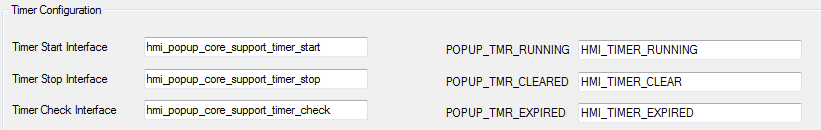 Timer Configuration
Timer Start Interface hmi_popup_core_support_timer_start POPUP_TMR_RUNNING HMI_TIMER_RUNNING
Timer Stop Interface hmi_popup_core_support_timer_stop POPUP_TMR_CLEARED HMI_TIMER_CLEAR
Timer Check Interface hmi_popup_core_support_timer_check POPUP_TMR_EXPIRED HMI_TIMER_EXPIRED